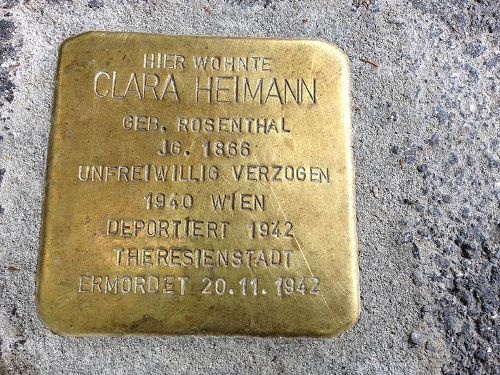 HIER WOHNTE
CLARA HEIMANN
GEB. ROSENTHAL
JG. 1866
UNFREIWILLIG VERZOGEN
1940 WIEN
DEPORTIERT 1942
THERESIENSTADT
ERMORDET 20.11.1942